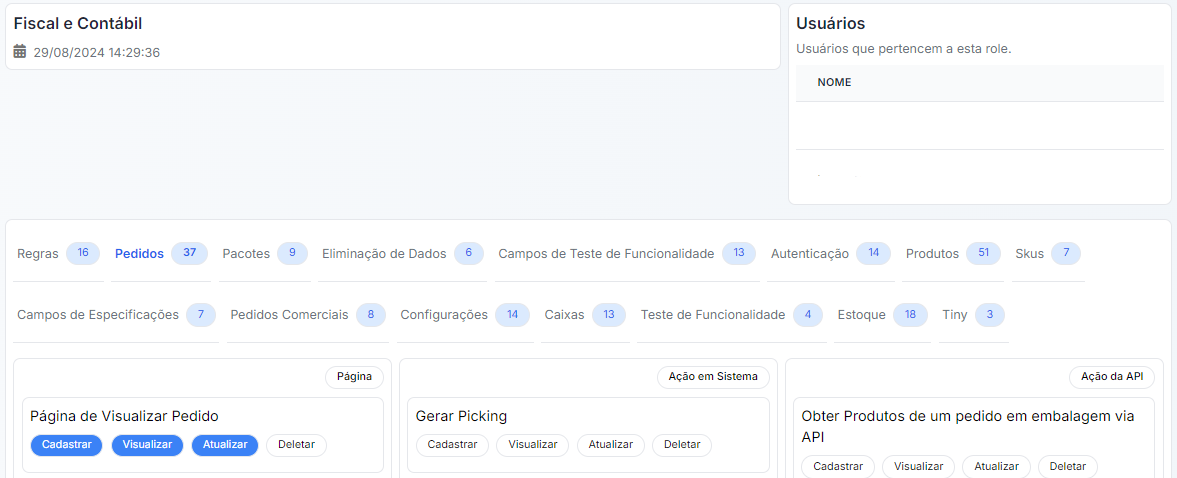 Fiscal e Contábil
29/08/2024 14:29:36
Usuários
Usuários que pertencem a esta role.
NOME
Regras 16 Pedidos 37 Pacotes 9 Eliminação de Dados 6 Campos de Teste de Funcionalidade 13 Autenticação 14 Produtos 51 Skus 7
Campos de Especificações 7 Pedidos Comerciais 8 Configurações 14 Caixas 13 Teste de Funcionalidade 4 Estoque 18 Tiny 3
Página
Página de Visualizar Pedido
Cadastrar Visualizar Atualizar Deletar
Ação em Sistema
Gerar Picking
Cadastrar Visualizar Atualizar Deletar
Ação da API
Obter Produtos de um pedido em embalagem via
API
Cadastrar Visualizar Atualizar Deletar